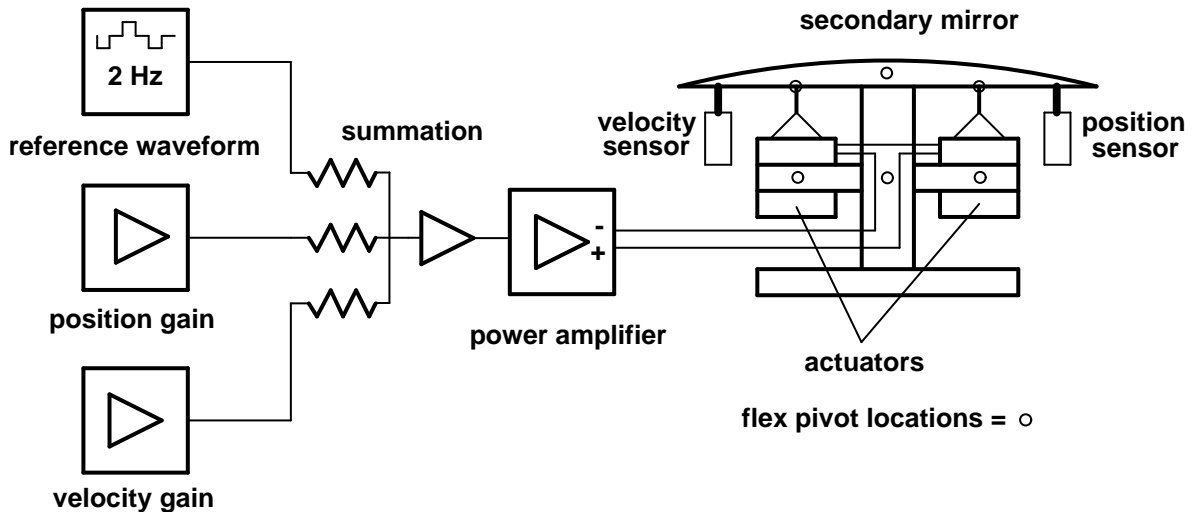 secondary mirror
2 Hz
reference waveform
summation
velocity
sensor
position
sensor
-
+
position gain
power amplifier
actuators
flex pivot locations =
velocity gain